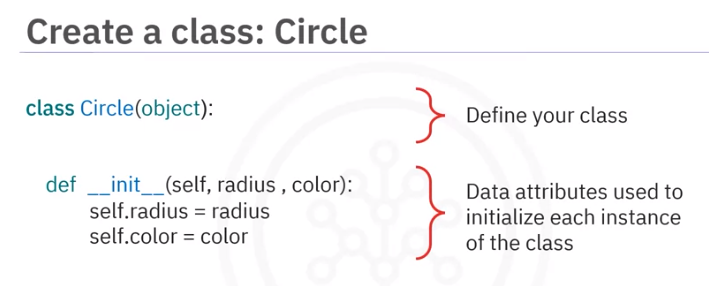 Create a class: Circle
class Circle(object):
Define your class
def __init__(self, radius , color):
self.radius = radius
self.color = color
Data attributes used to
initialize each instance
of the class